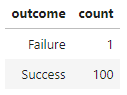 outcome count
Failure 1
Success 100